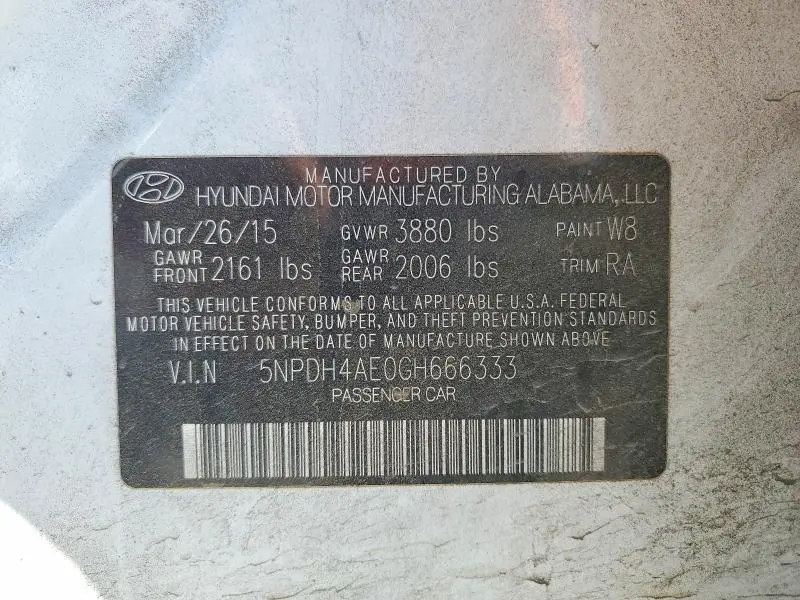 MANUFACTURED BY
HYUNDAI MOTOR MANUFACTURING ALABAMA, LLC
Mar/26/15 GVWR 3880 lbs PAINT W8
GAWR FRONT 2161 lbs GAWR REAR 2006 lbs TRIM RA
THIS VEHICLE CONFORMS TO ALL APPLICABLE U.S.A. FEDERAL
MOTOR VEHICLE SAFETY, BUMPER, AND THEFT PREVENTION STANDARDS
IN EFFECT ON THE DATE OF MANUFACTURE SHOWN ABOVE
V.I.N 5NPDH4AE0GH666333
PASSENGER CAR